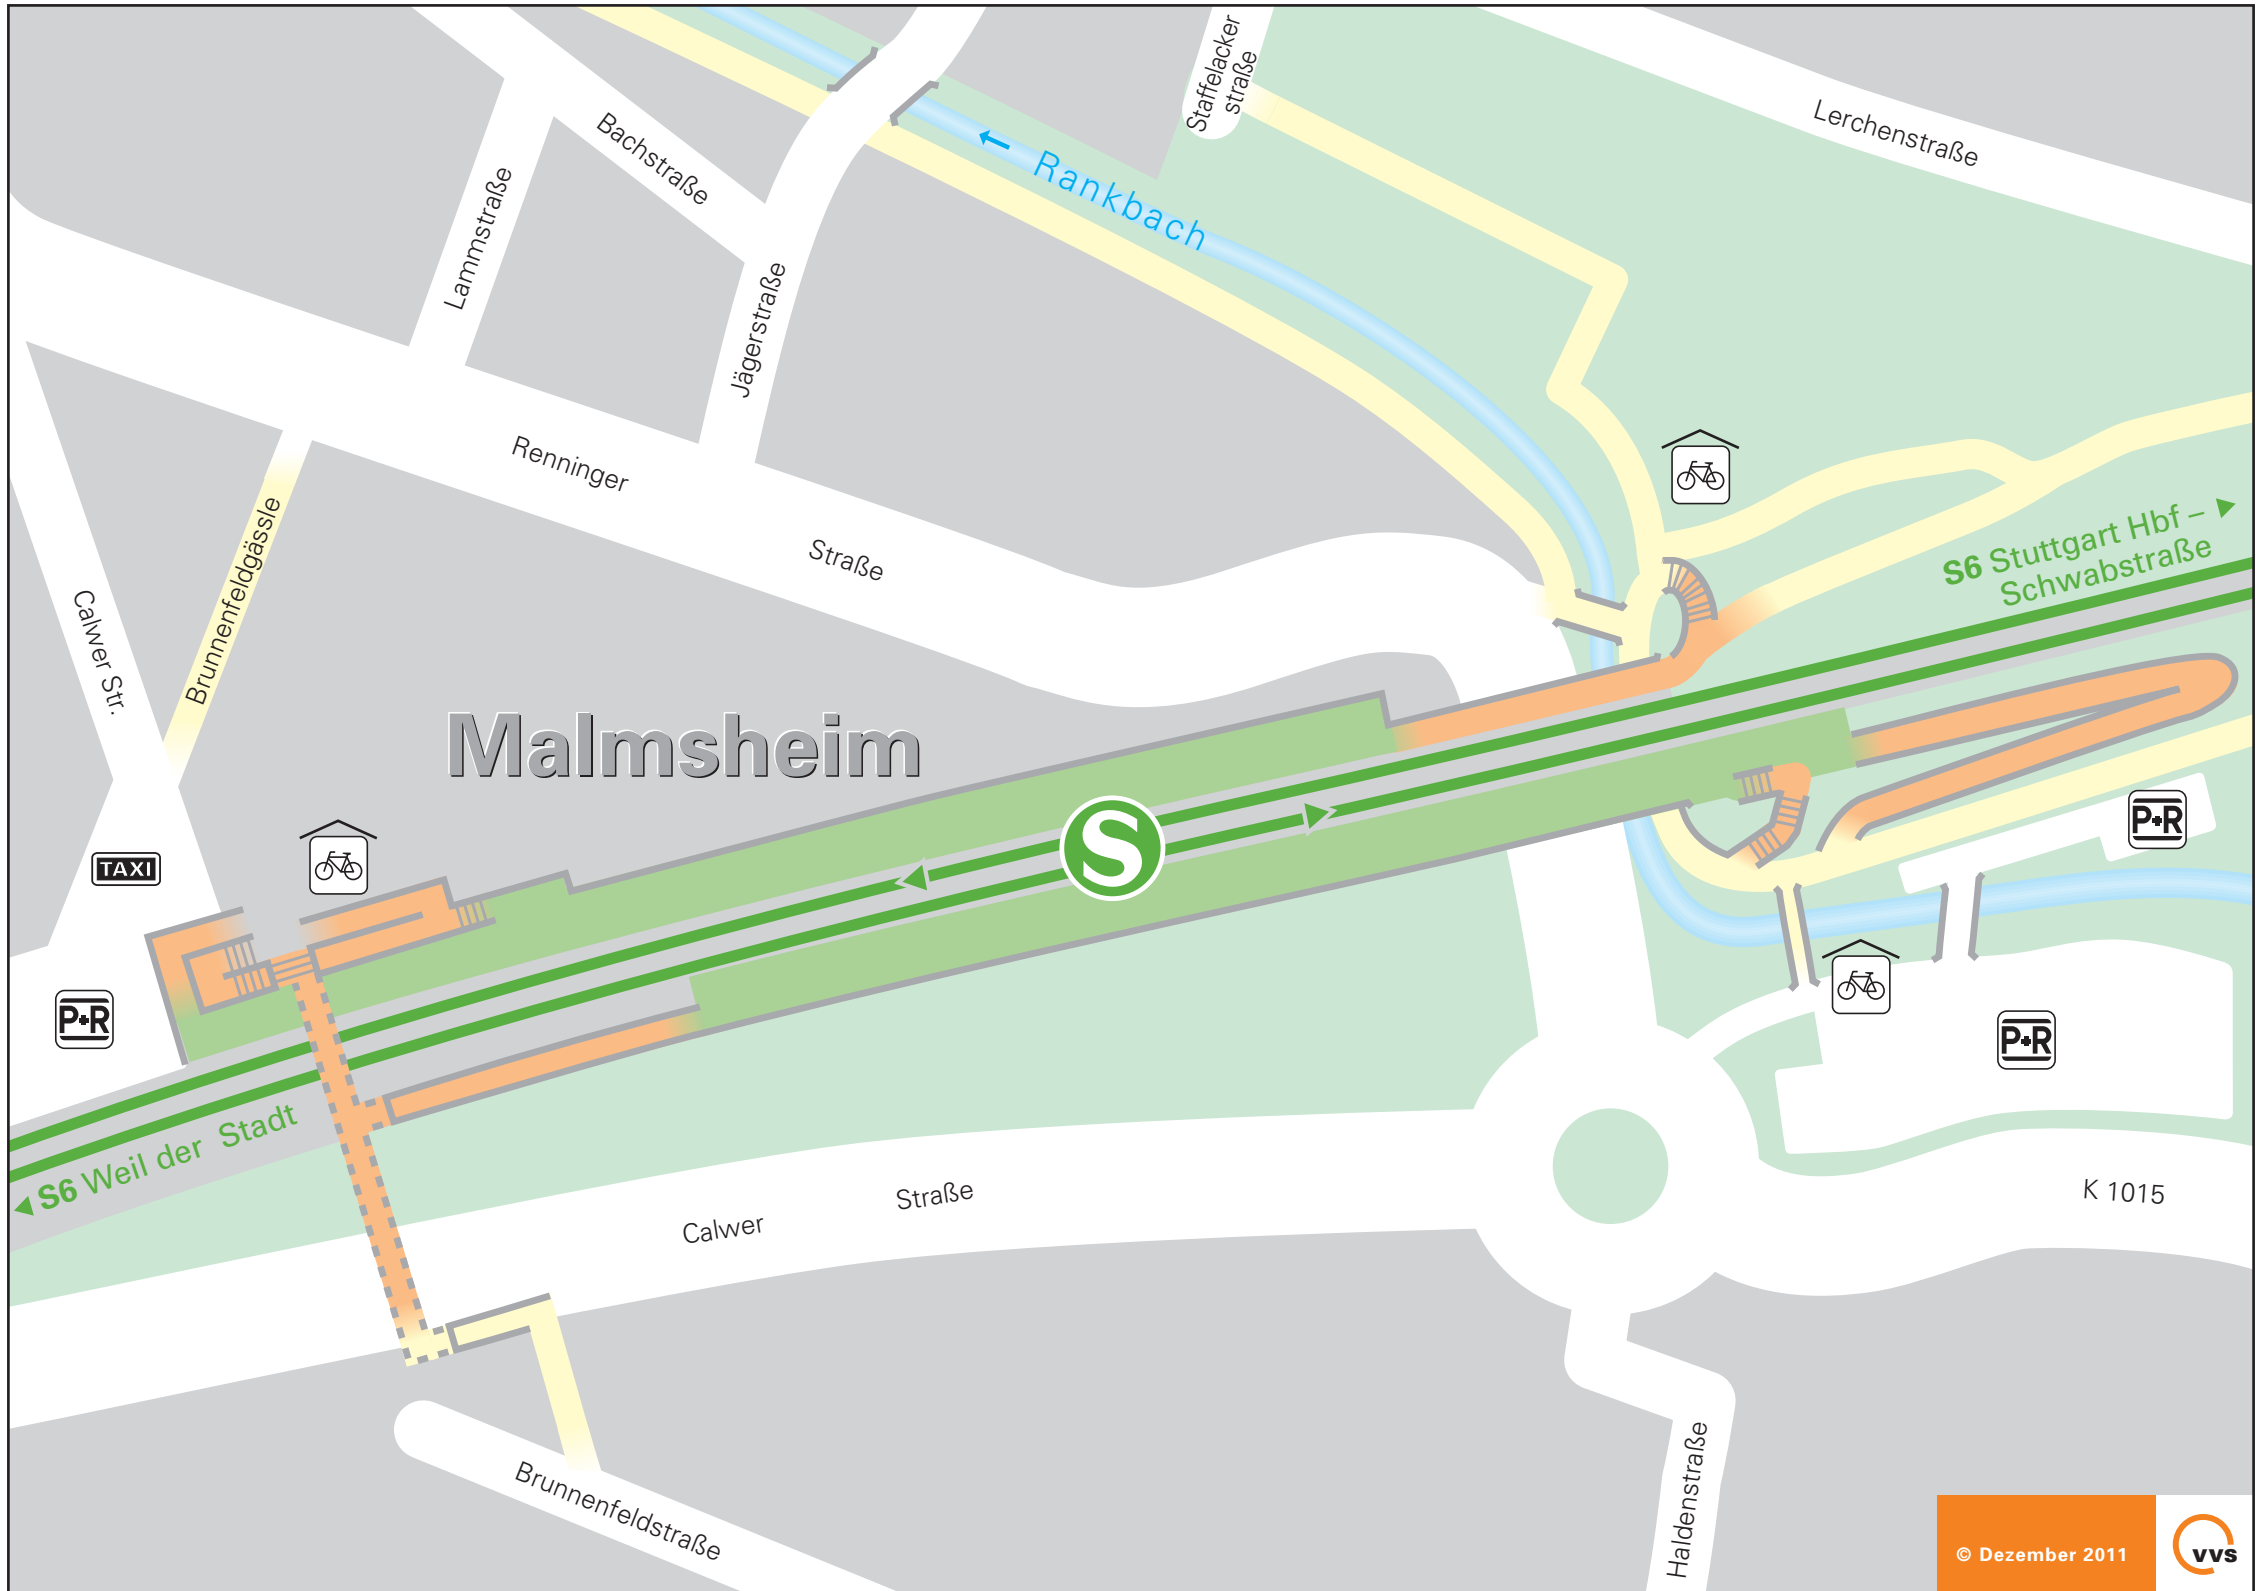 Staffelacker
straße
Lerchenstraße
Bachstraße
Rankbach
Lammstraße
Jägerstraße
Renninger
Straße
Brunnenfeldgässle
Calwer Str.
S6 Stuttgart Hbf –
Schwabstraße
Malmsheim
S
TAXI
P+R
P+R
P+R
S6 Weil der Stadt
Calwer
Straße
K 1015
Brunnenfeldstraße
Haldenstraße
© Dezember 2011
vvs